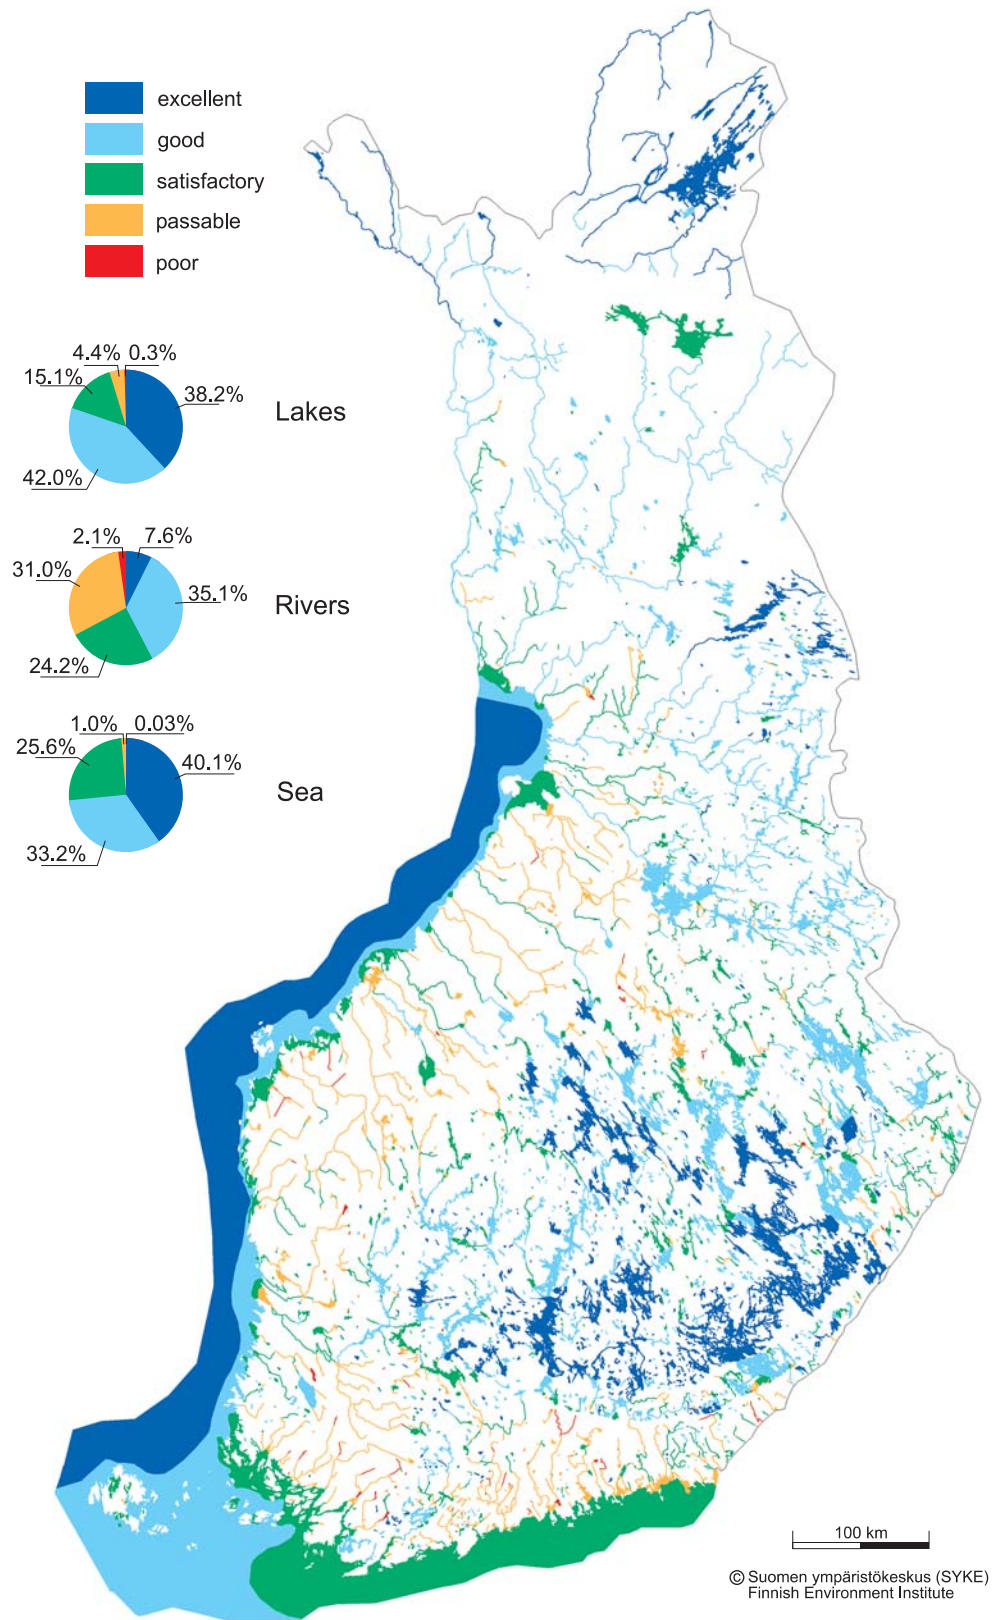 excellent
good
satisfactory
passable
poor
4.4% 0.3%
15.1%
38.2%
Lakes
42.0%
2.1% 7.6%
31.0%
35.1%
Rivers
24.2%
1.0% 0.03%
25.6%
40.1%
Sea
33.2%
100 km
© Suomen ympäristökeskus (SYKE)
Finnish Environment Institute